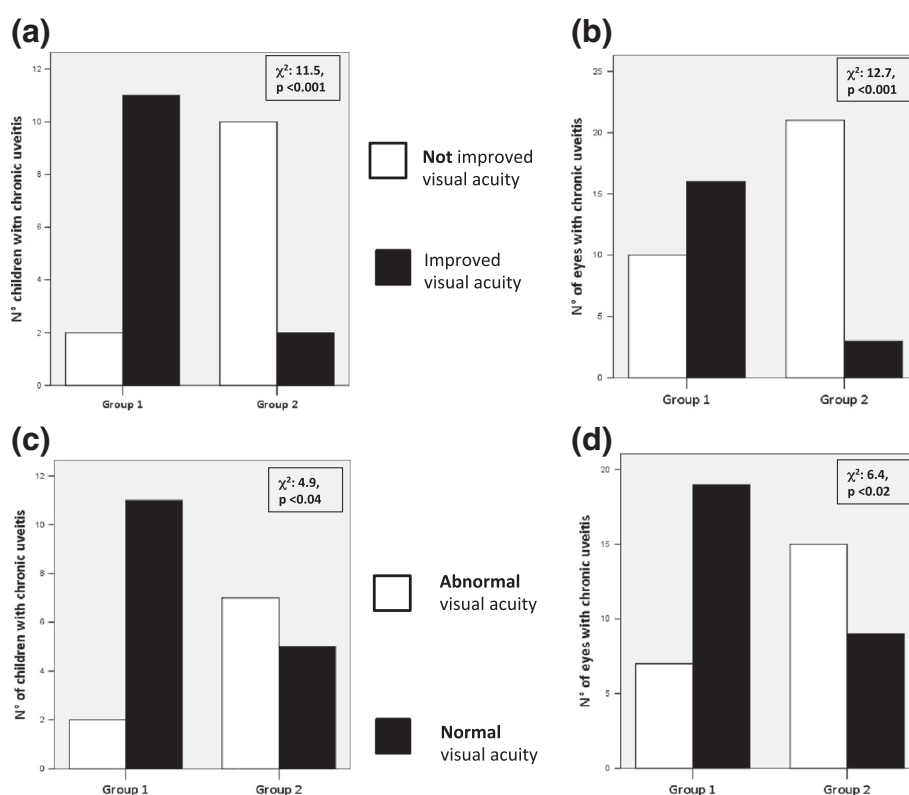 (a)
χ²: 11.5,
p <0.001
N° children witn chronic uveitis
12
10
8
6
4
2
0
Group 1
Group 2
Not improved
visual acuity
Improved
visual acuity
(b)
χ²: 12.7,
p <0.001
N° of eyes with chronic uveitis
25
20
15
10
5
0
Group 1
Group 2
(c)
χ²: 4.9,
p <0.04
N° of children with chronic uveitis
12
10
8
6
4
2
0
Group 1
Group 2
Abnormal
visual acuity
Normal
visual acuity
(d)
χ²: 6.4,
p <0.02
N° of eyes with chronic uveitis
20
15
10
5
0
Group 1
Group 2